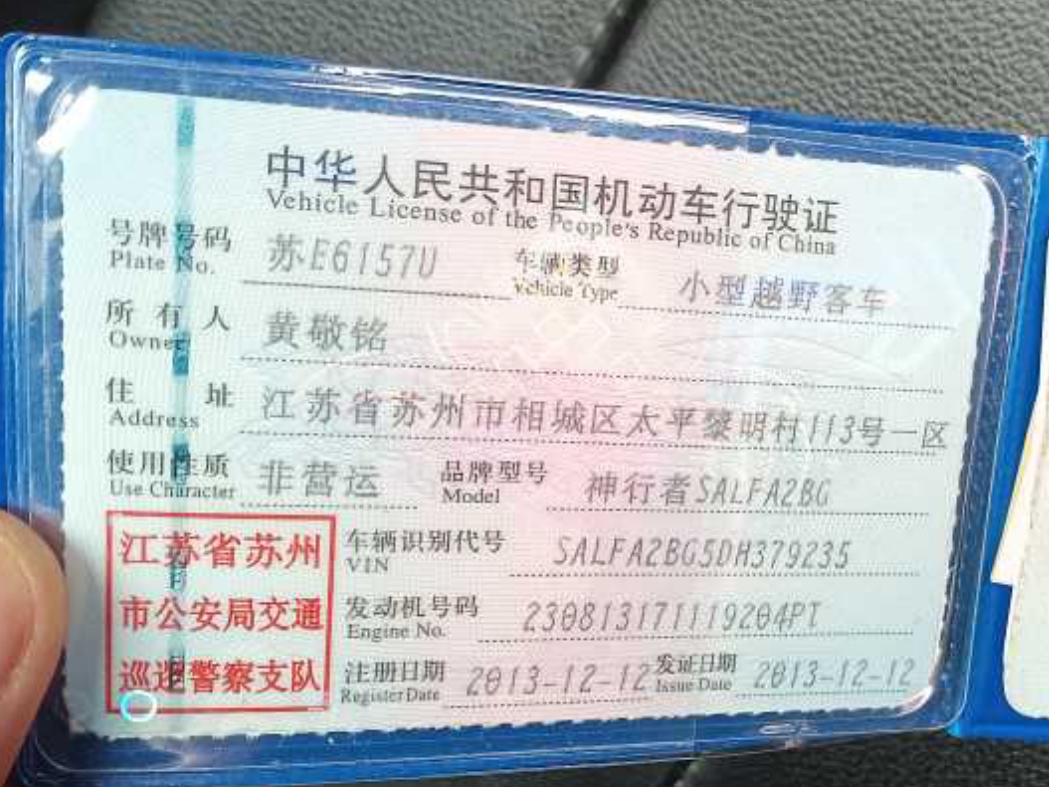 中华人民共和国机动车行驶证
Vehicle License of the People's Republic of China
号牌号码 苏E6157U 车辆类型 小型越野客车
Plate No. Vehicle Type
所有人 黄敬铭
Owner
住址 江苏省苏州市相城区太平黎明村113号一区
Address
使用性质 非营运 品牌型号 神行者SALFA2BG
Use Character Model
江苏省苏州 车辆识别代号 SALFA2BG5DH379235
VIN
市公安局交通 发动机号码 230813171119204PT
Engine No.
巡逻警察支队 注册日期 2013-12-12 发证日期 2013-12-12
Register Date Issue Date